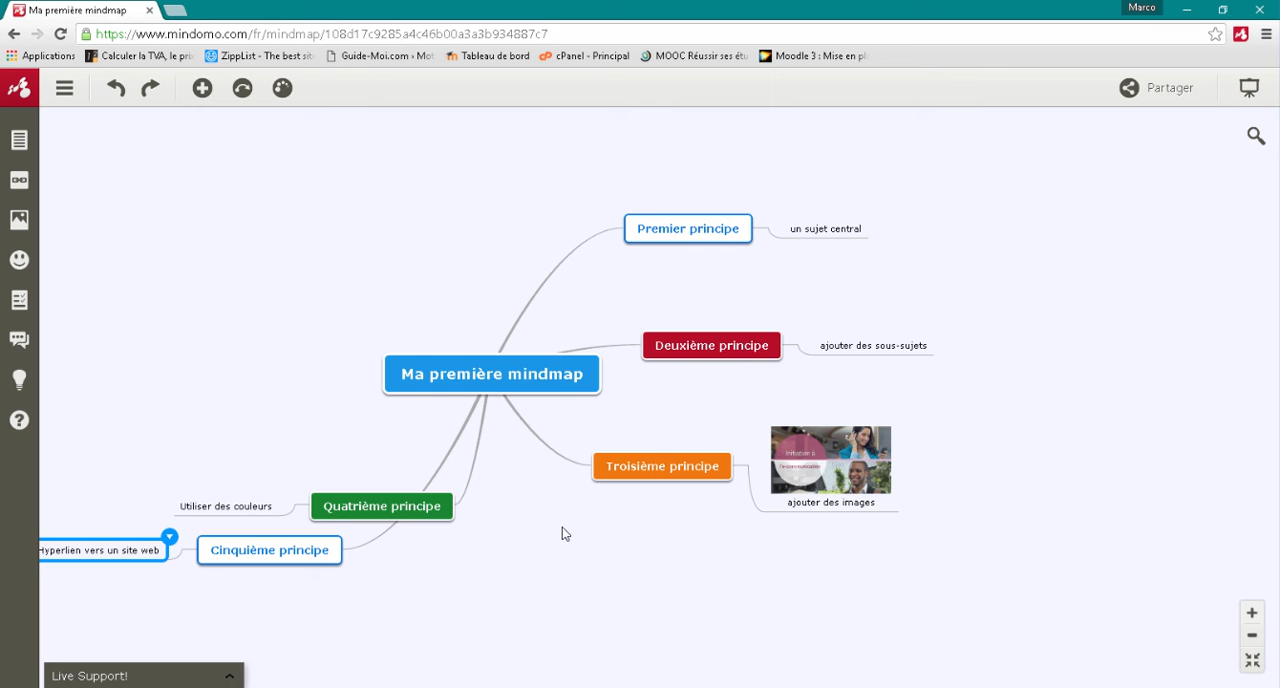 Ma première mindmap
Marco
https://www.mindomo.com/fr/mindmap/108d17c9285a4c46b00a3a3b934887c7
Applications Calculer la TVA, le pri ZippList - The best sit Guide-Moi.com › Mot Tableau de bord cPanel - Principal MOOC Réussir ses étu Moodle 3 : Mise en pl
Partager
Premier principe
un sujet central
Deuxième principe
ajouter des sous-sujets
Ma première mindmap
Initiation à
Troisième principe
ajouter des images
Utiliser des couleurs
Quatrième principe
Hyperlien vers un site web
Cinquième principe
Live Support!